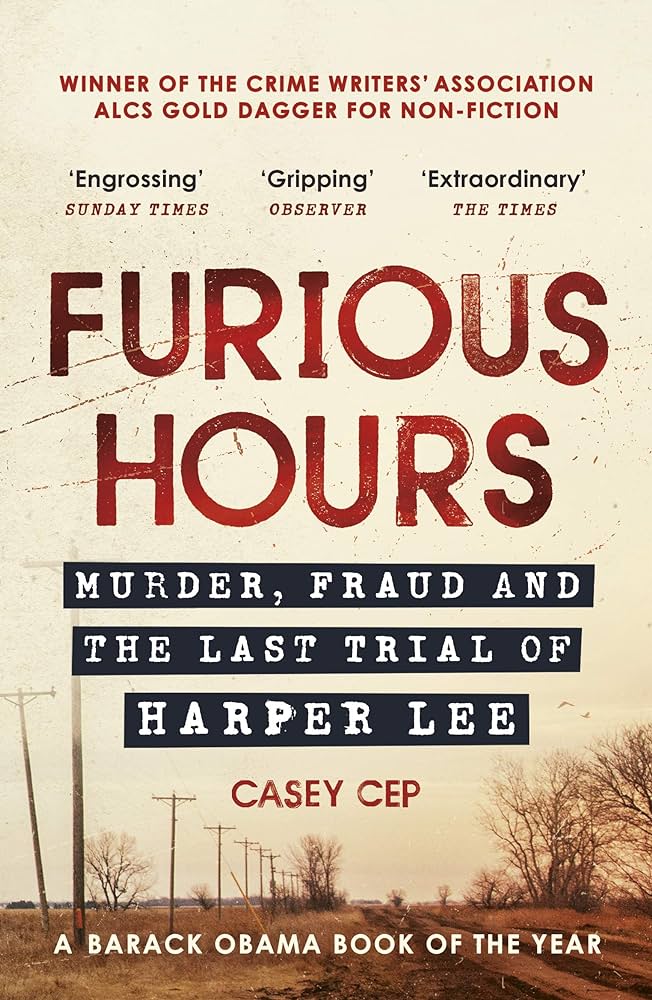 WINNER OF THE CRIME WRITERS' ASSOCIATION
ALCS GOLD DAGGER FOR NON-FICTION
‘Engrossing’ ‘Gripping’ ‘Extraordinary’
SUNDAY TIMES OBSERVER THE TIMES
FURIOUS
HOURS
MURDER, FRAUD AND
THE LAST TRIAL OF
HARPER LEE
CASEY CEP
A BARACK OBAMA BOOK OF THE YEAR